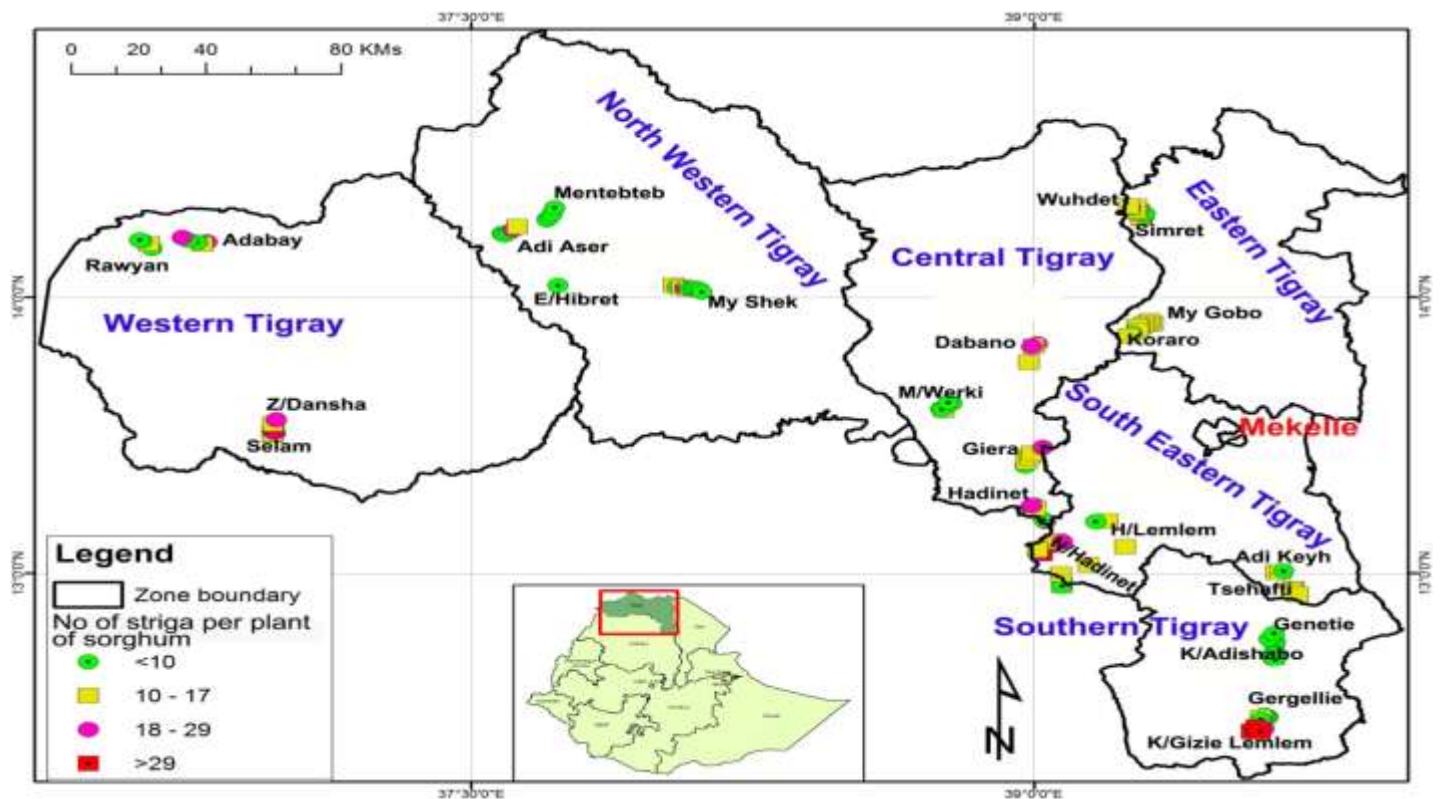 37°30'0"E
39°0'0"E
0 20 40 80 KMs
North Western Tigray
Eastern Tigray
Mentebteb
Wuhdet
Simret
Adi Aser
Adabay
Rawyan
Central Tigray
E/Hibret
My Shek
14°0'0"N
14°0'0"N
Western Tigray
My Gobo
Koraro
Dabano
M/Werki
South Eastern Tigray
Z/Dansha
Selam
Mekelle
Giera
Hadinet
H/Lemlem
N/Hadinet
Adi Keyh
Tsehafti
13°0'0"N
13°0'0"N
Southern Tigray
Genetie
K/Adishabo
Gergellie
K/Gizie Lemlem
N
Legend
Zone boundary
No of striga per plant
of sorghum
<10
10 - 17
18 - 29
>29
37°30'0"E
39°0'0"E